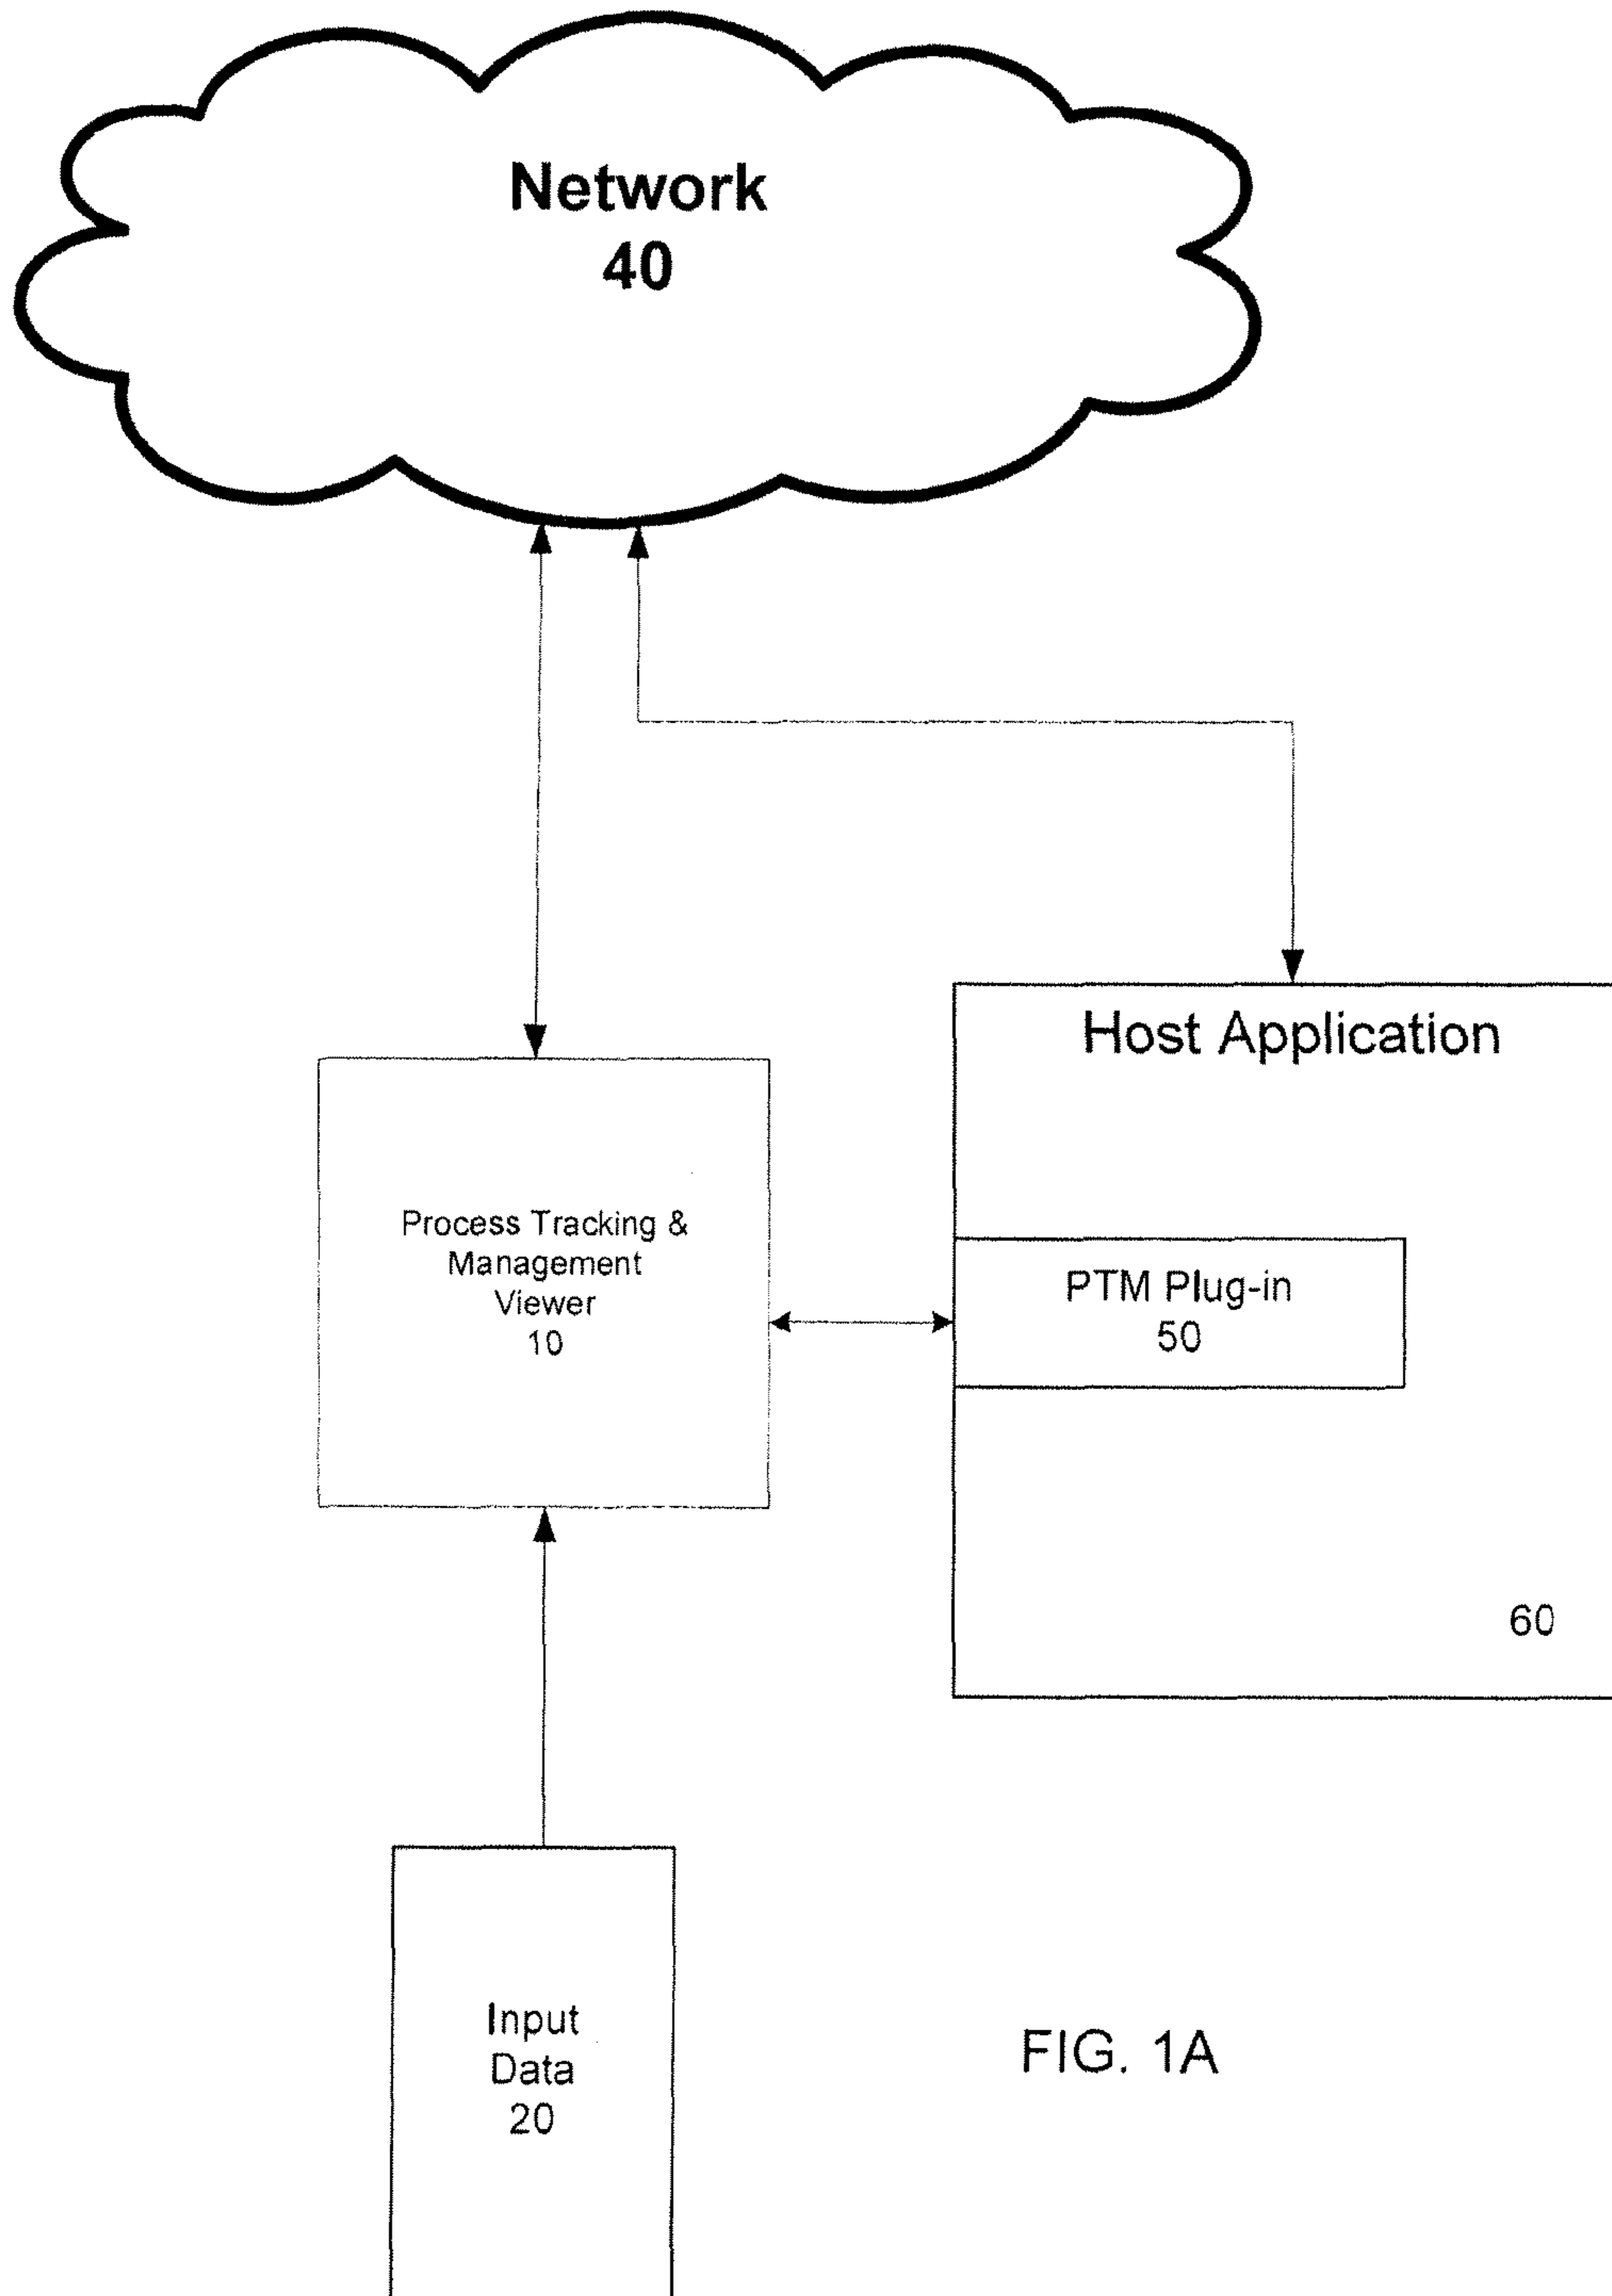 Network
40
Host Application
Process Tracking &
Management
Viewer
10
PTM Plug-in
50
60
Input
Data
20
FIG. 1A